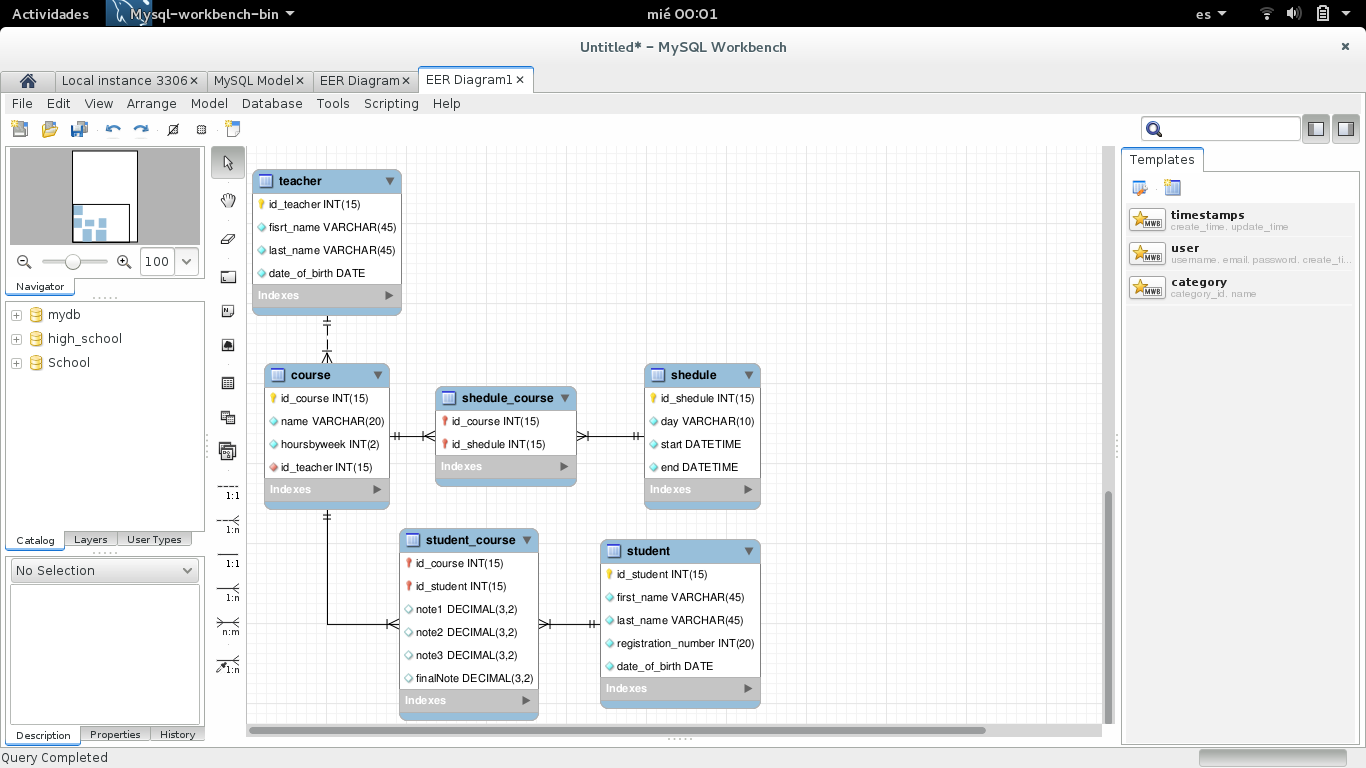 Actividades Mysql-workbench-bin mié 00:01 es
Untitled* – MySQL Workbench
Local instance 3306 MySQL Model EER Diagram EER Diagram1
File Edit View Arrange Model Database Tools Scripting Help
100
Navigator
mydb
high_school
School
Catalog Layers User Types
No Selection
Description Properties History
Query Completed
1:1
1:n
1:1
1:n
n:m
1:n
teacher
id_teacher INT(15)
fisrt_name VARCHAR(45)
last_name VARCHAR(45)
date_of_birth DATE
Indexes
course
id_course INT(15)
name VARCHAR(20)
hoursbyweek INT(2)
id_teacher INT(15)
Indexes
shedule_course
id_course INT(15)
id_shedule INT(15)
Indexes
shedule
id_shedule INT(15)
day VARCHAR(10)
start DATETIME
end DATETIME
Indexes
student_course
id_course INT(15)
id_student INT(15)
note1 DECIMAL(3,2)
note2 DECIMAL(3,2)
note3 DECIMAL(3,2)
finalNote DECIMAL(3,2)
Indexes
student
id_student INT(15)
first_name VARCHAR(45)
last_name VARCHAR(45)
registration_number INT(20)
date_of_birth DATE
Indexes
Templates
MWB timestamps
create_time, update_time
MWB user
username, email, password, create_ti...
MWB category
category_id, name